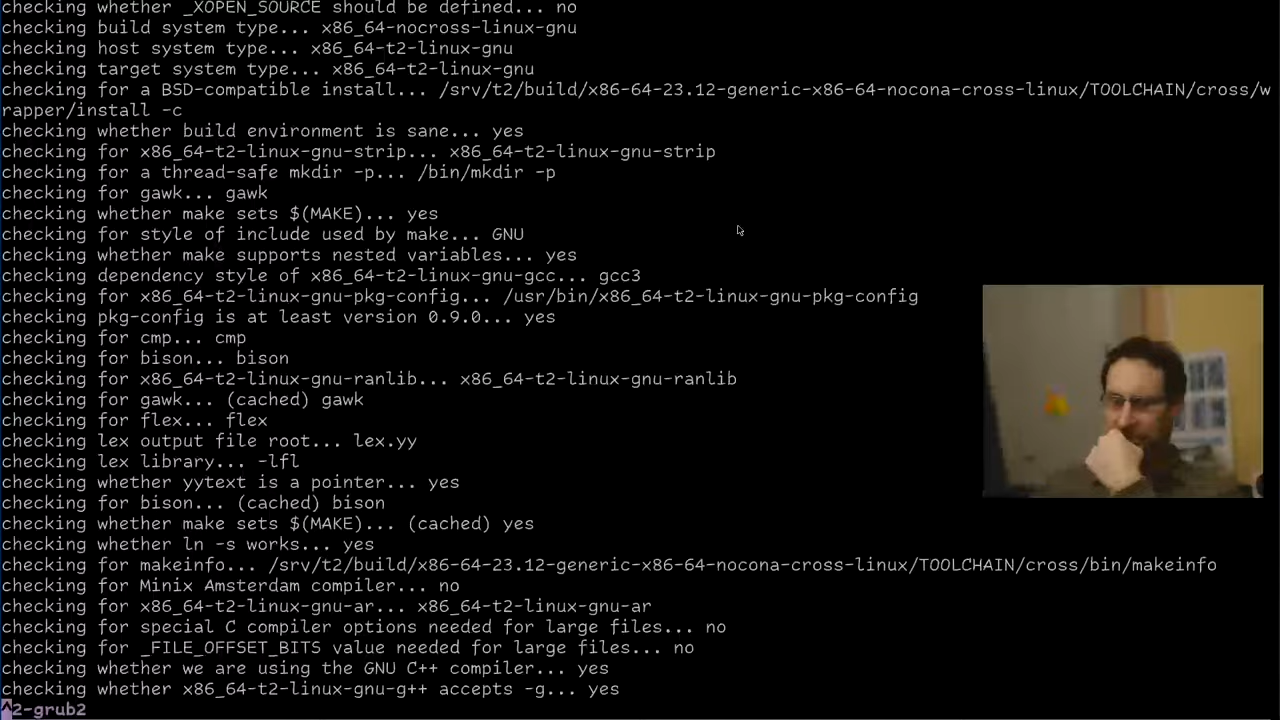 checking whether _XOPEN_SOURCE should be defined... no
checking build system type... x86_64-nocross-linux-gnu
checking host system type... x86_64-t2-linux-gnu
checking target system type... x86_64-t2-linux-gnu
checking for a BSD-compatible install... /srv/t2/build/x86-64-23.12-generic-x86-64-nocona-cross-linux/TOOLCHAIN/cross/w
rapper/install -c
checking whether build environment is sane... yes
checking for x86_64-t2-linux-gnu-strip... x86_64-t2-linux-gnu-strip
checking for a thread-safe mkdir -p... /bin/mkdir -p
checking for gawk... gawk
checking whether make sets $(MAKE)... yes
checking for style of include used by make... GNU
checking whether make supports nested variables... yes
checking dependency style of x86_64-t2-linux-gnu-gcc... gcc3
checking for x86_64-t2-linux-gnu-pkg-config... /usr/bin/x86_64-t2-linux-gnu-pkg-config
checking pkg-config is at least version 0.9.0... yes
checking for cmp... cmp
checking for bison... bison
checking for x86_64-t2-linux-gnu-ranlib... x86_64-t2-linux-gnu-ranlib
checking for gawk... (cached) gawk
checking for flex... flex
checking lex output file root... lex.yy
checking lex library... -lfl
checking whether yytext is a pointer... yes
checking for bison... (cached) bison
checking whether make sets $(MAKE)... (cached) yes
checking whether ln -s works... yes
checking for makeinfo... /srv/t2/build/x86-64-23.12-generic-x86-64-nocona-cross-linux/TOOLCHAIN/cross/bin/makeinfo
checking for Minix Amsterdam compiler... no
checking for x86_64-t2-linux-gnu-ar... x86_64-t2-linux-gnu-ar
checking for special C compiler options needed for large files... no
checking for _FILE_OFFSET_BITS value needed for large files... no
checking whether we are using the GNU C++ compiler... yes
checking whether x86_64-t2-linux-gnu-g++ accepts -g... yes
^2-grub2